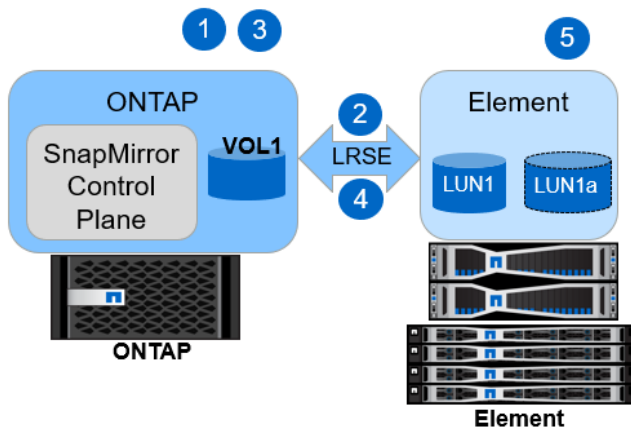 1 3
5
ONTAP
Element
2
VOL1
SnapMirror
Control
Plane
LRSE
LUN1
LUN1a
4
ONTAP
Element